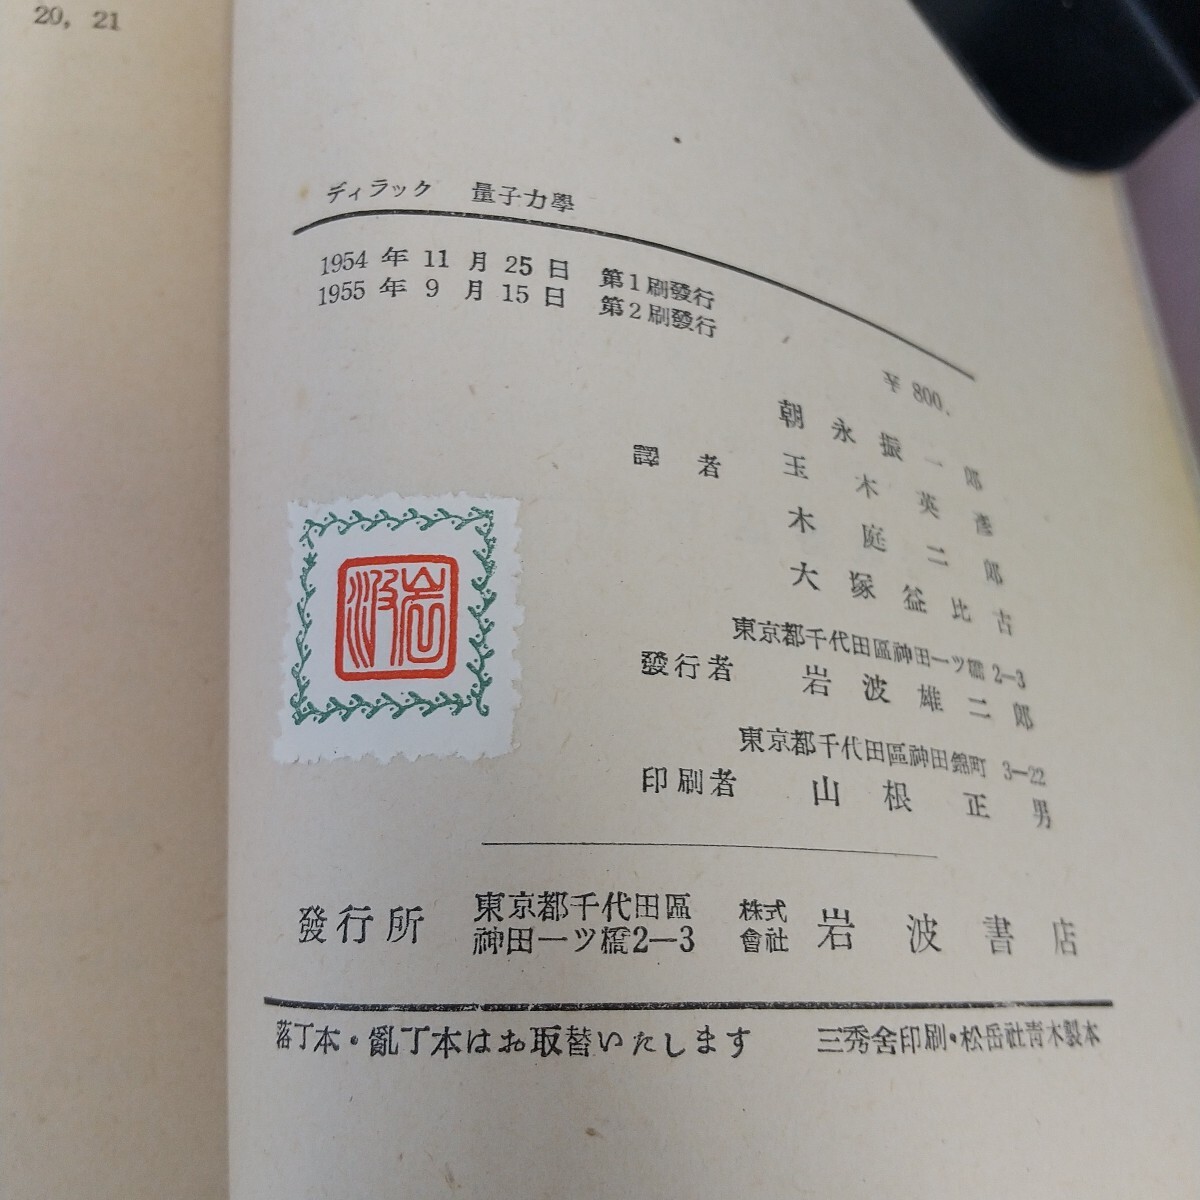 20, 21
ディラック 量子力學
1954 年 11 月 25 日 第1刷發行
1955 年 9 月 15 日 第2刷發行
¥ 800.
朝永振一郎
譯者 玉木英彥
木庭二郎
大塚益比古
東京都千代田區神田一ツ橋 2—3
發行者 岩波雄二郎
東京都千代田區神田錦町 3—22
印刷者 山根正男
岩波
發行所 東京都千代田區 神田一ツ橋2—3 株式會社 岩波書店
落丁本・亂丁本はお取替いたします 三秀舍印刷・松岳社靑木製本